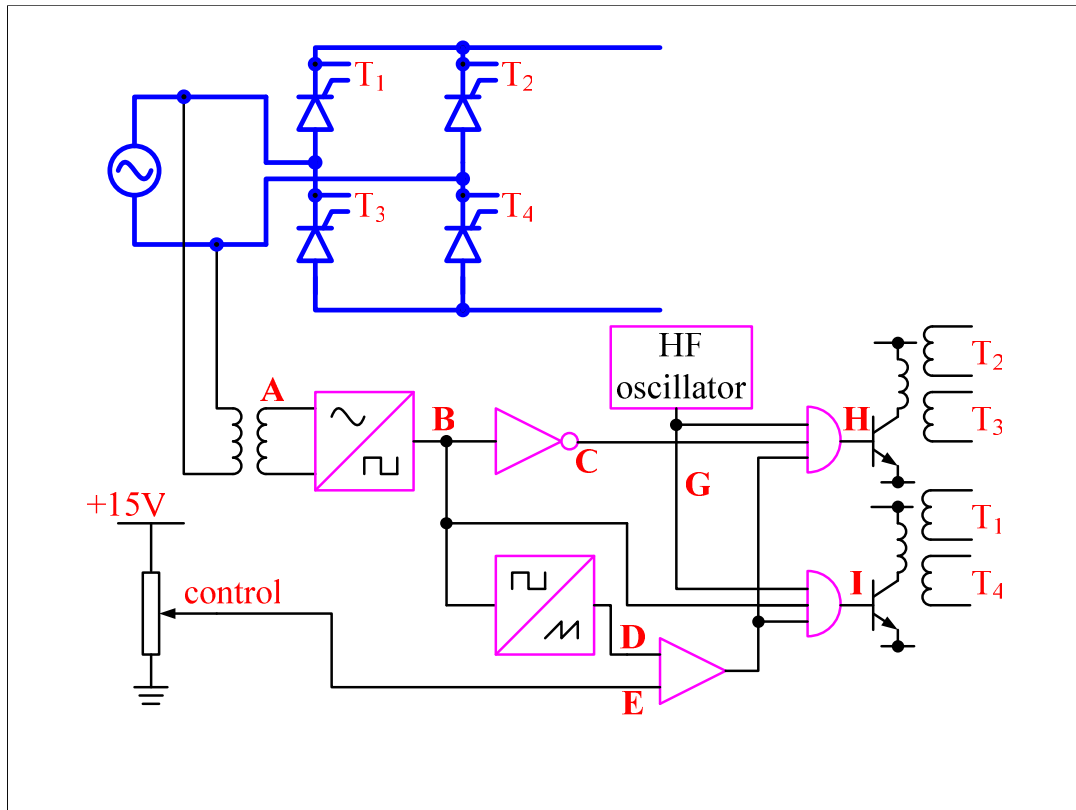 T1
T2
T3
T4
HF
oscillator
T2
A
B
H
T3
C
G
+15V
T1
control
I
T4
D
E